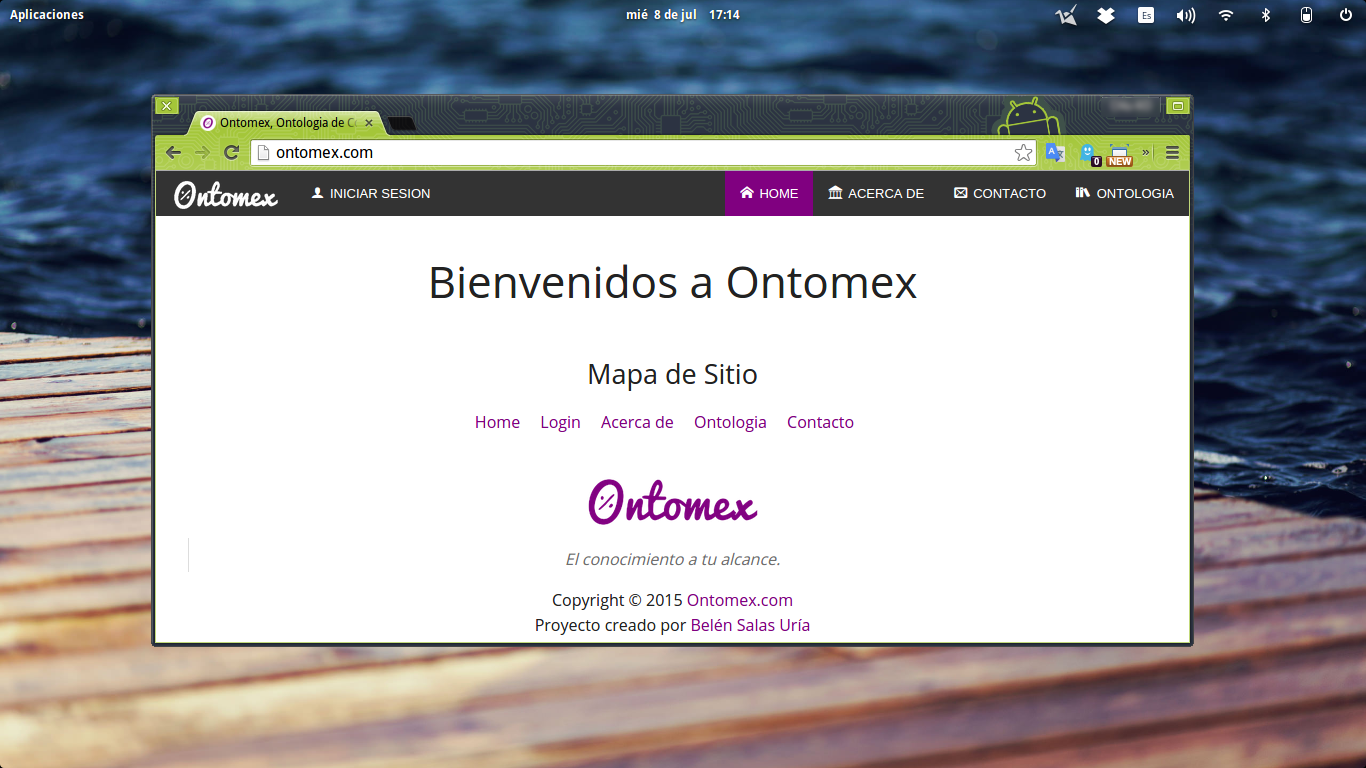 Aplicaciones mié 8 de jul 17:14 Es
Ontomex, Ontologia de C
ontomex.com 0 NEW »
Ontomex INICIAR SESION HOME ACERCA DE CONTACTO ONTOLOGIA
Bienvenidos a Ontomex
Mapa de Sitio
Home Login Acerca de Ontologia Contacto
Ontomex
El conocimiento a tu alcance.
Copyright © 2015 Ontomex.com
Proyecto creado por Belén Salas Uría